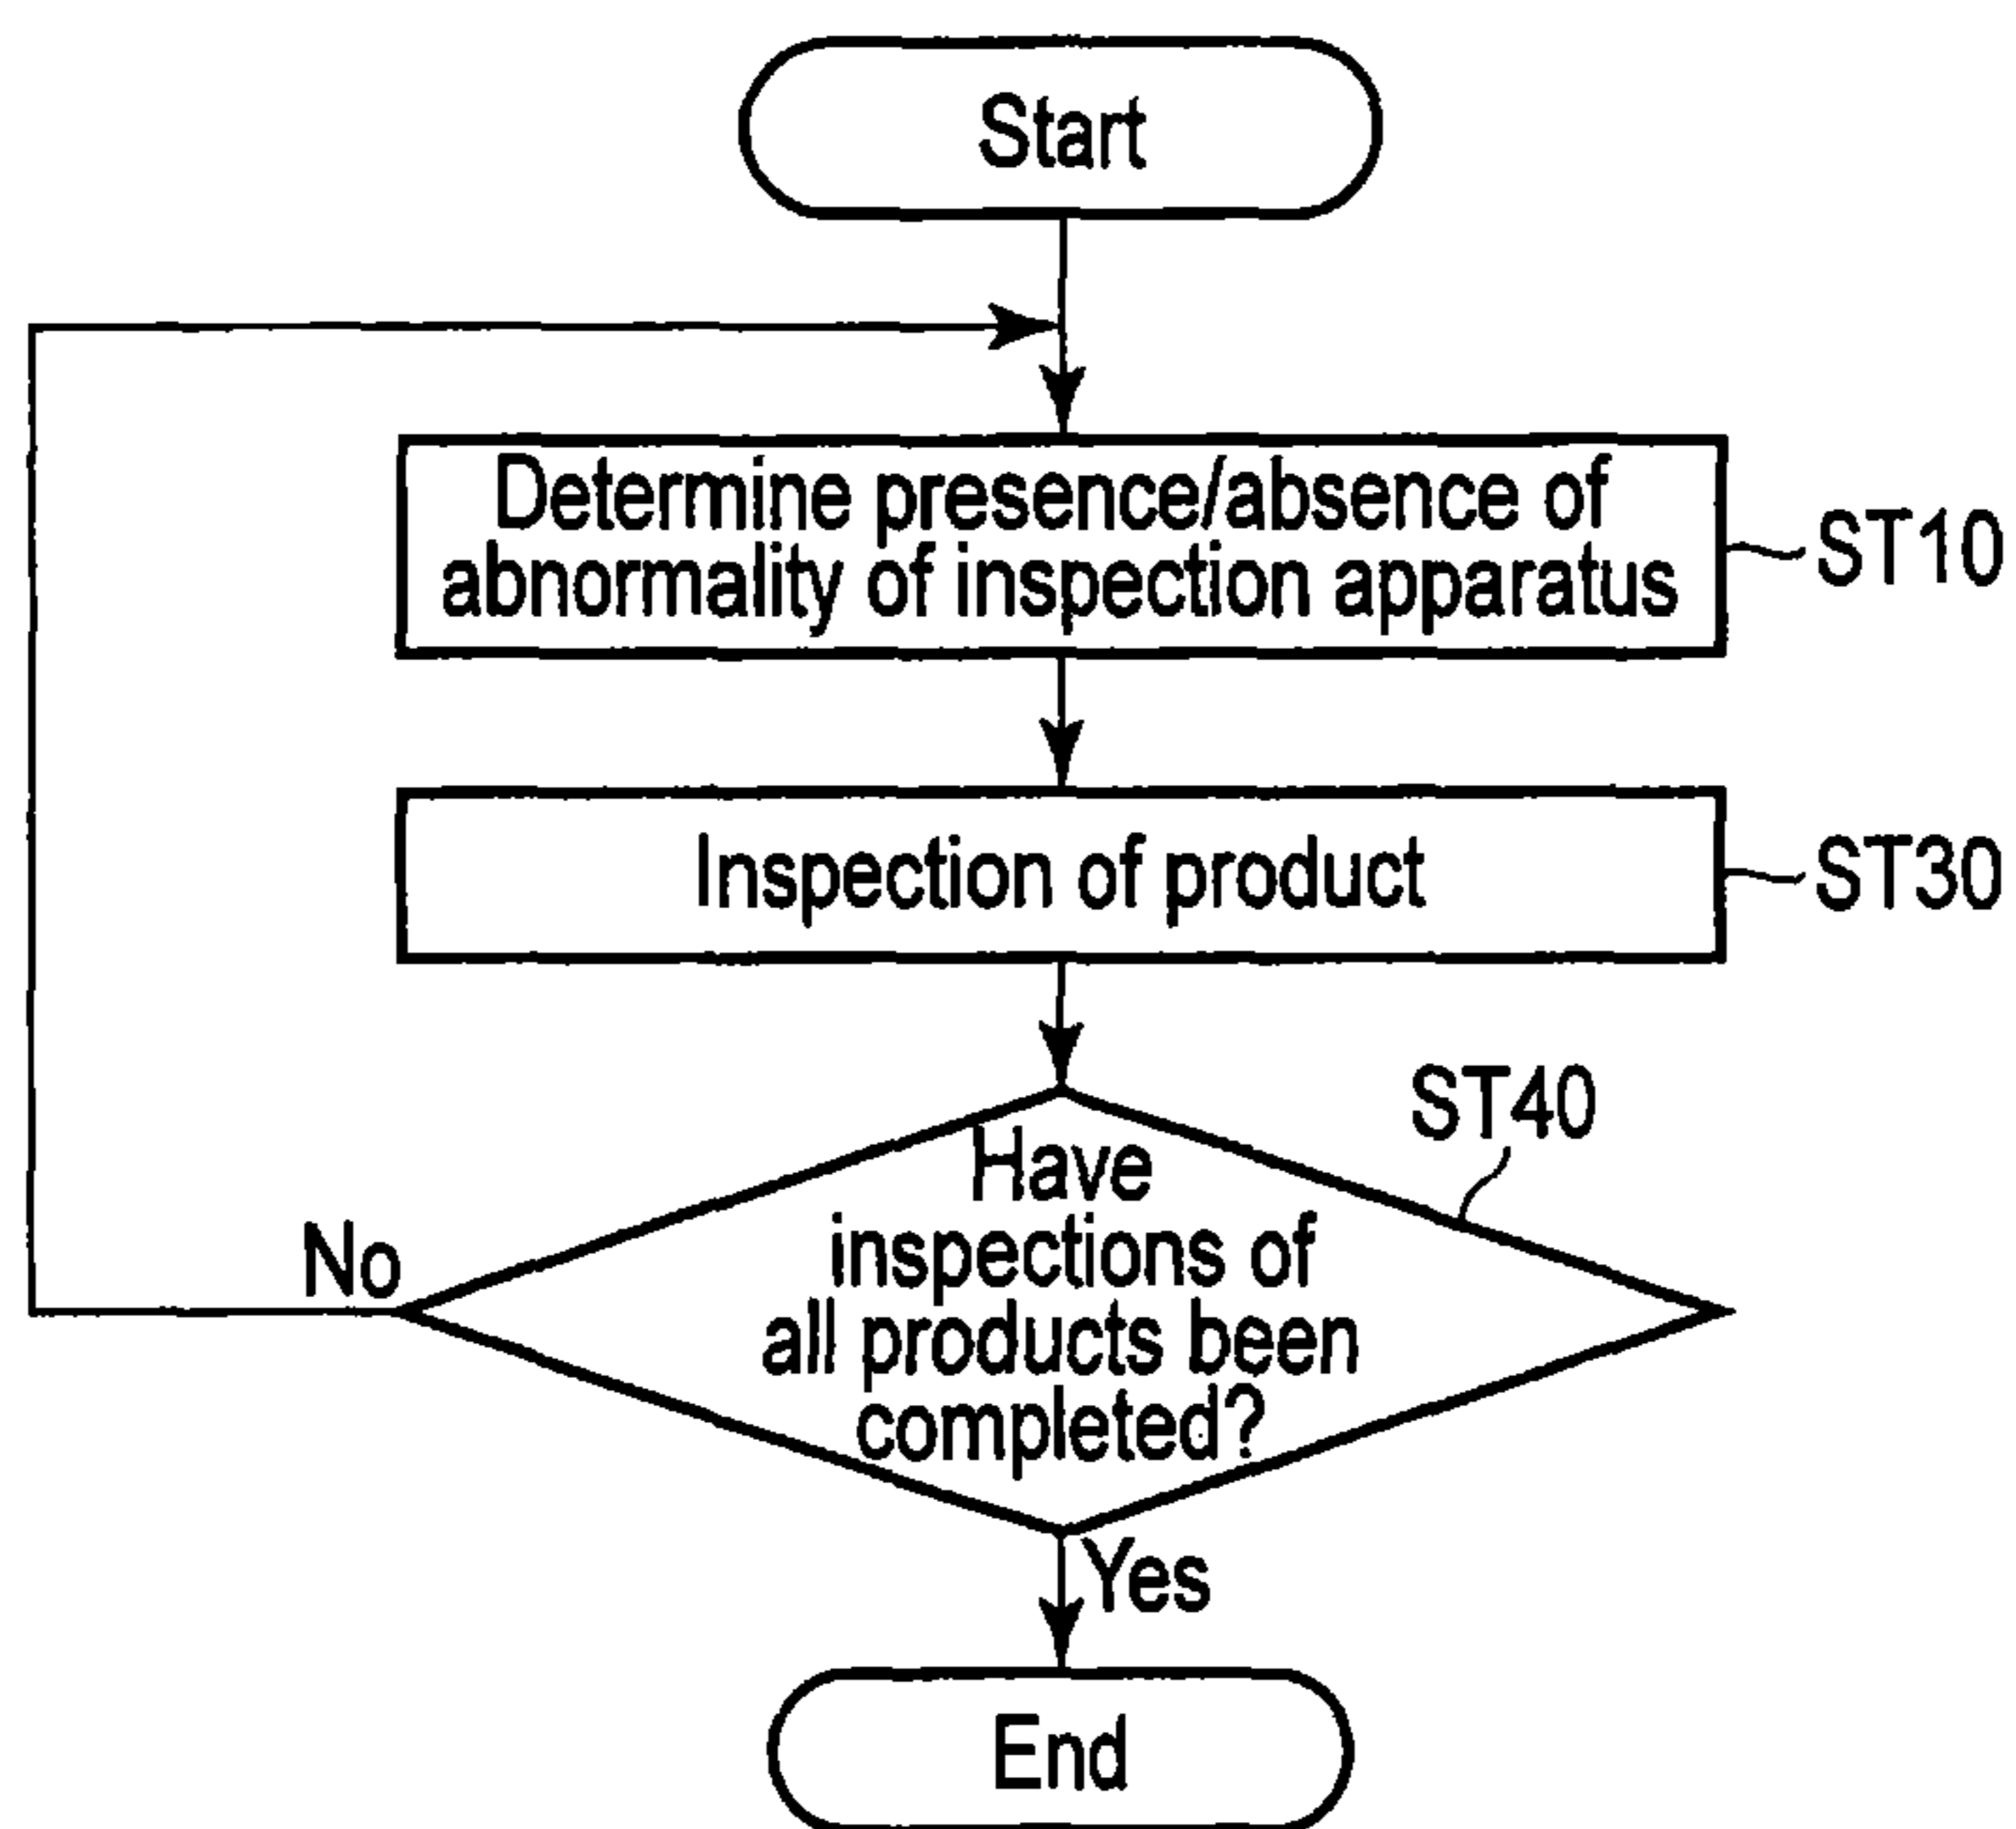 Start
Determine presence/absence of
abnormality of inspection apparatus
ST10
Inspection of product
ST30
ST40
Have
inspections of
all products been
completed?
No
Yes
End